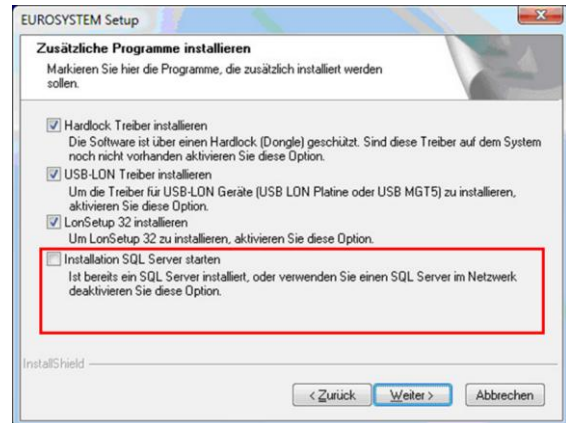 EUROSYSTEM Setup
Zusätzliche Programme installieren
Markieren Sie hier die Programme, die zusätzlich installiert werden
sollen.
Hardlock Treiber installieren
Die Software ist über einen Hardlock (Dongle) geschützt. Sind diese Treiber auf dem System
noch nicht vorhanden aktivieren Sie diese Option.
USB-LON Treiber installieren
Um die Treiber für USB-LON Geräte (USB LON Platine oder USB MGT5) zu installieren,
aktivieren Sie diese Option.
LonSetup 32 installieren
Um LonSetup 32 zu installieren, aktivieren Sie diese Option.
Installation SQL Server starten
Ist bereits ein SQL Server installiert, oder verwenden Sie einen SQL Server im Netzwerk
deaktivieren Sie diese Option.
InstallShield
< Zurück Weiter > Abbrechen